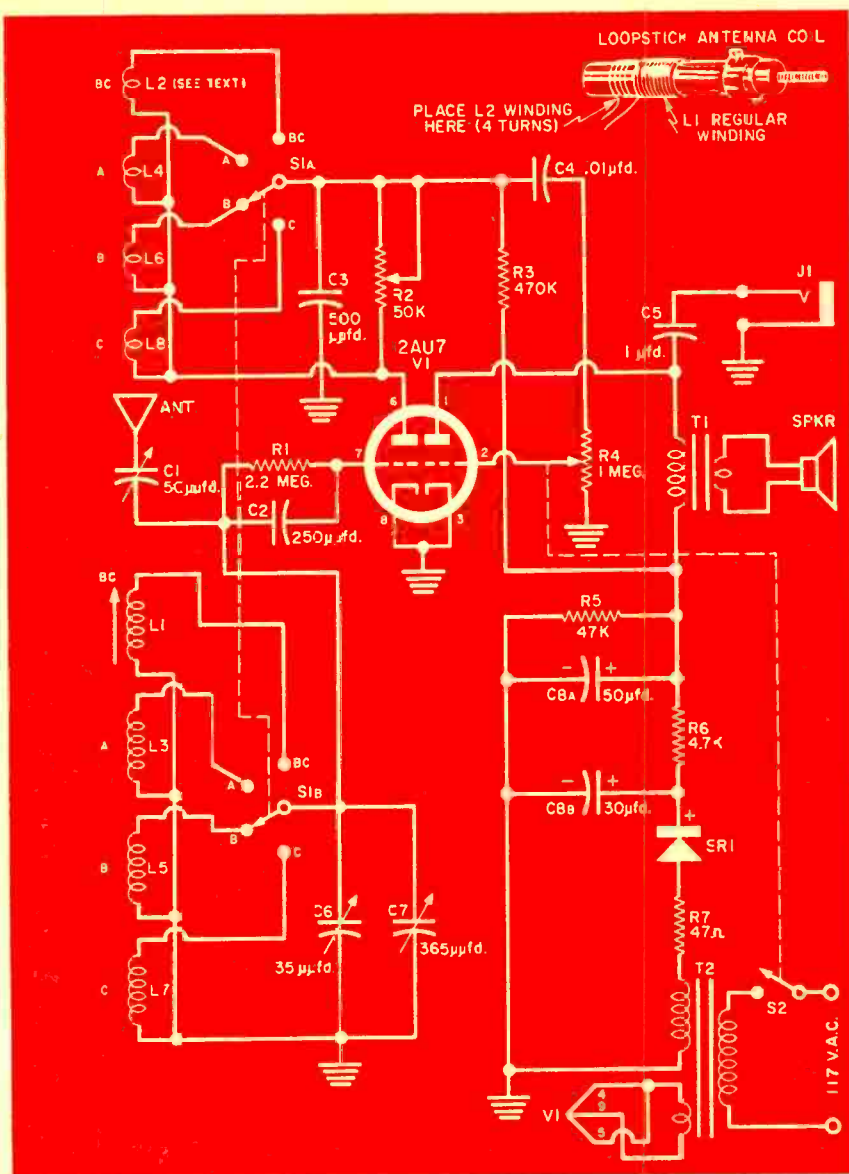 LOOPSTICK ANTENNA COIL
PLACE L2 WINDING
HERE (4 TURNS)
L1 REGULAR
WINDING
BC
L2 (SEE TEXT)
BC
A
L4
A
S1A
B
B
L6
C
C
L8
C3
500
µµfd.
R2
50K
C4 .01µfd.
R3
470K
J1
C5
1 µfd.
2AU7
V1
6
1
7
2
8
3
ANT.
C1
50µµfd.
R1
2.2 MEG.
C2
250µµfd.
R4
1 MEG.
T1
SPKR
BC
L1
A
L3
BC
A
S1B
B
B
L5
C
C
L7
C6
35µµfd.
C7
365µµfd.
R5
47K
- +
C8A
50µfd.
R6
4.7K
- +
C8B
30µfd.
+
SR1
R7
47Ω
T2
S2
117 V.A.C.
V1
4
9
5